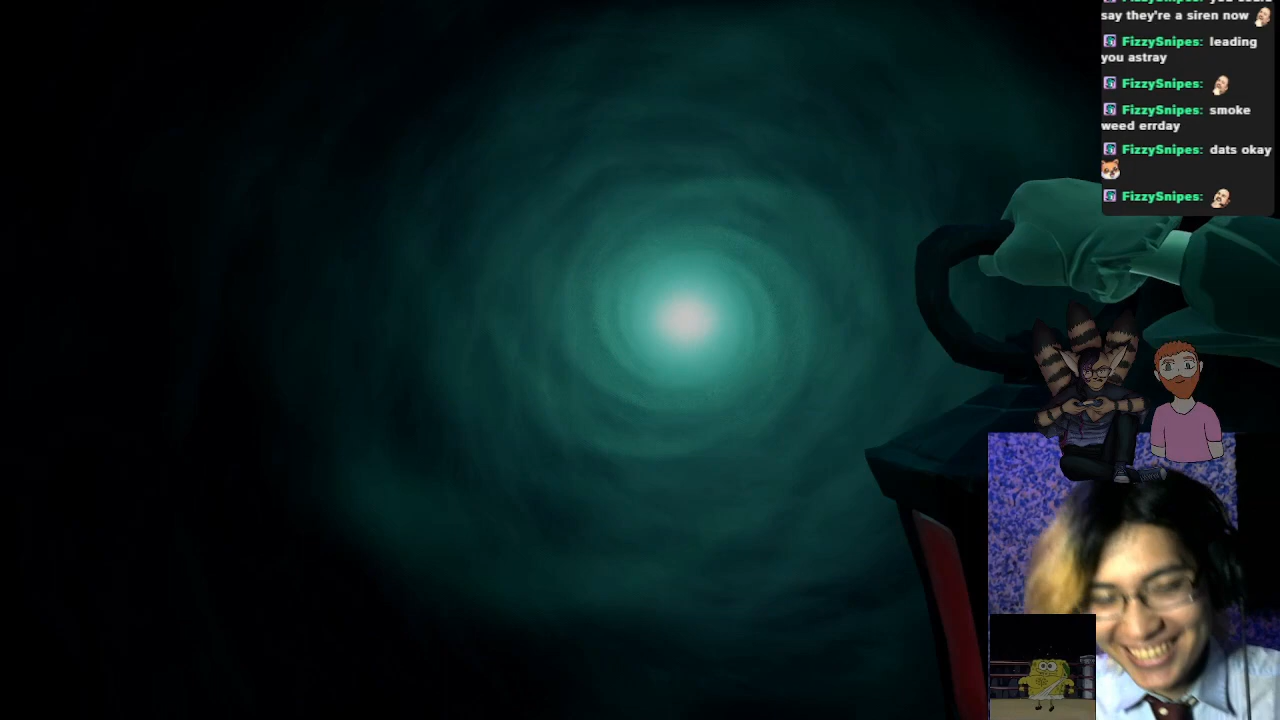 say they're a siren now
FizzySnipes: leading
you astray
FizzySnipes:
FizzySnipes: smoke
weed errday
FizzySnipes: dats okay
FizzySnipes: